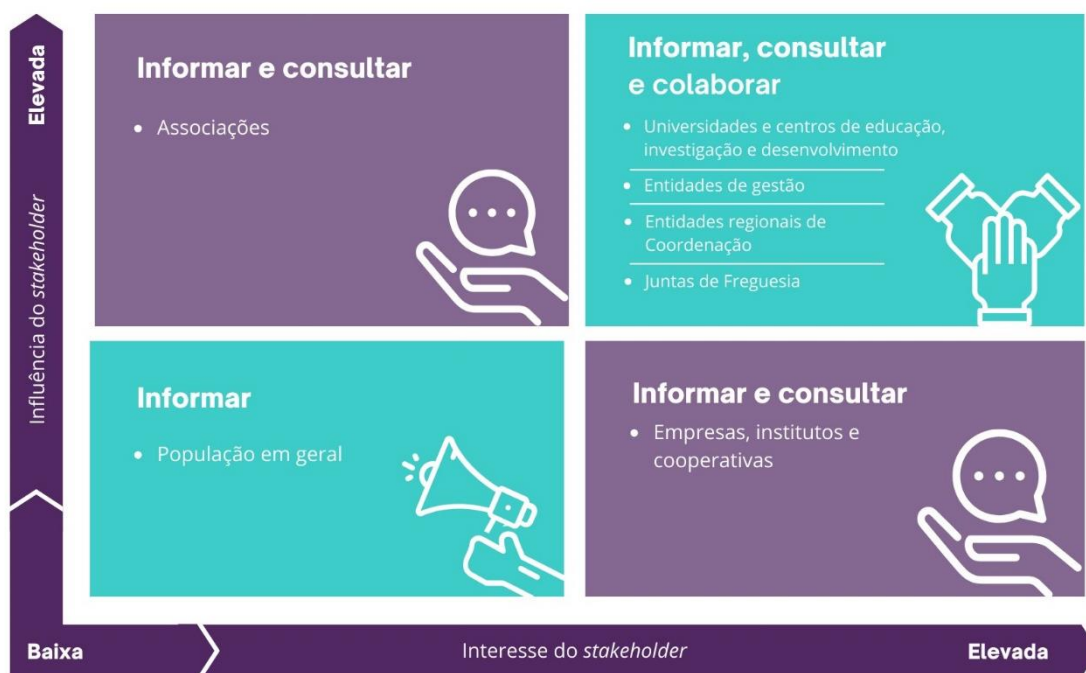 Elevada
Influência do stakeholder
Informar e consultar
• Associações
Informar, consultar
e colaborar
• Universidades e centros de educação,
investigação e desenvolvimento
• Entidades de gestão
• Entidades regionais de
Coordenação
• Juntas de Freguesia
Informar
• População em geral
Informar e consultar
• Empresas, institutos e
cooperativas
Baixa
Interesse do stakeholder
Elevada